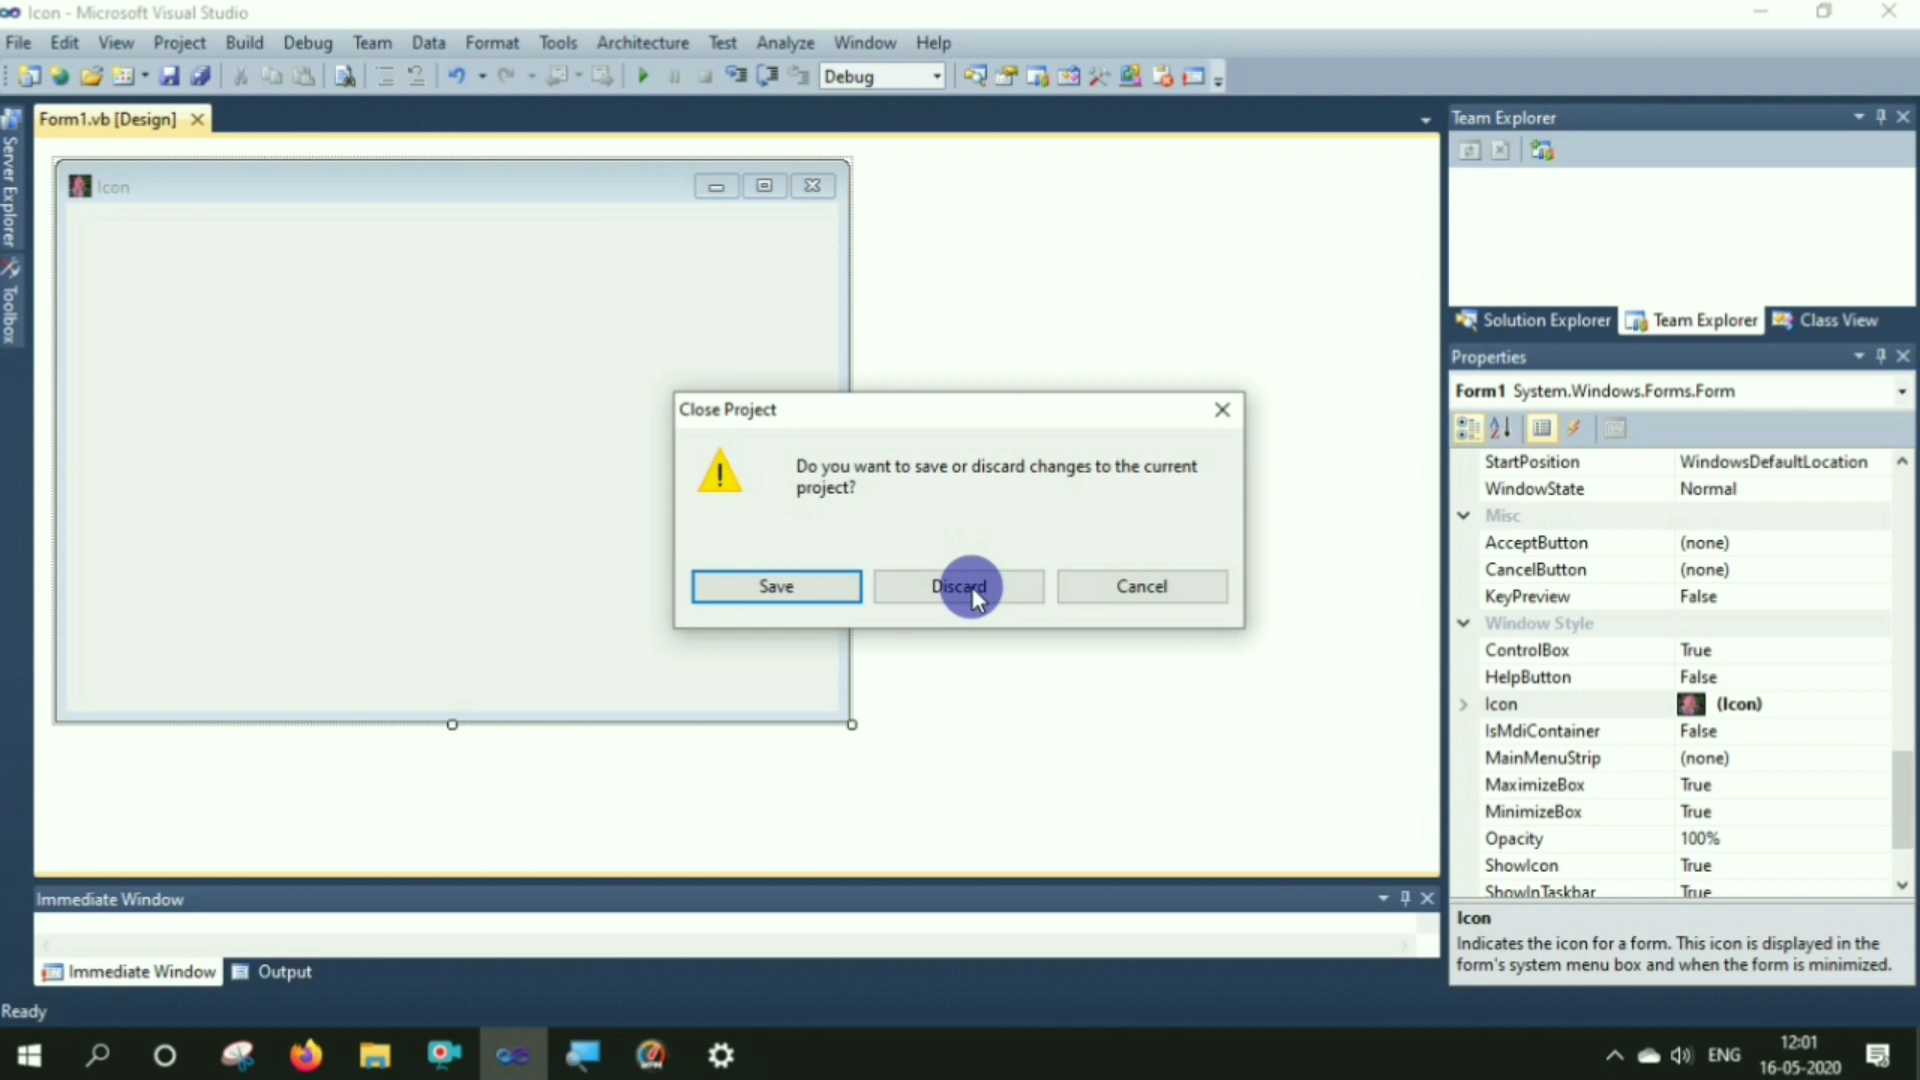 Icon - Microsoft Visual Studio
File Edit View Project Build Debug Team Data Format Tools Architecture Test Analyze Window Help
Debug
Server Explorer
Toolbox
Form1.vb [Design]
Icon
Close Project
Do you want to save or discard changes to the current
project?
Save Discard Cancel
Team Explorer
Solution Explorer Team Explorer Class View
Properties
Form1 System.Windows.Forms.Form
StartPosition WindowsDefaultLocation
WindowState Normal
Misc
AcceptButton (none)
CancelButton (none)
KeyPreview False
Window Style
ControlBox True
HelpButton False
Icon (Icon)
IsMdiContainer False
MainMenuStrip (none)
MaximizeBox True
MinimizeBox True
Opacity 100%
ShowIcon True
ShowInTaskbar True
Icon
Indicates the icon for a form. This icon is displayed in the
form's system menu box and when the form is minimized.
Immediate Window
Immediate Window Output
Ready
ENG
12:01
16-05-2020